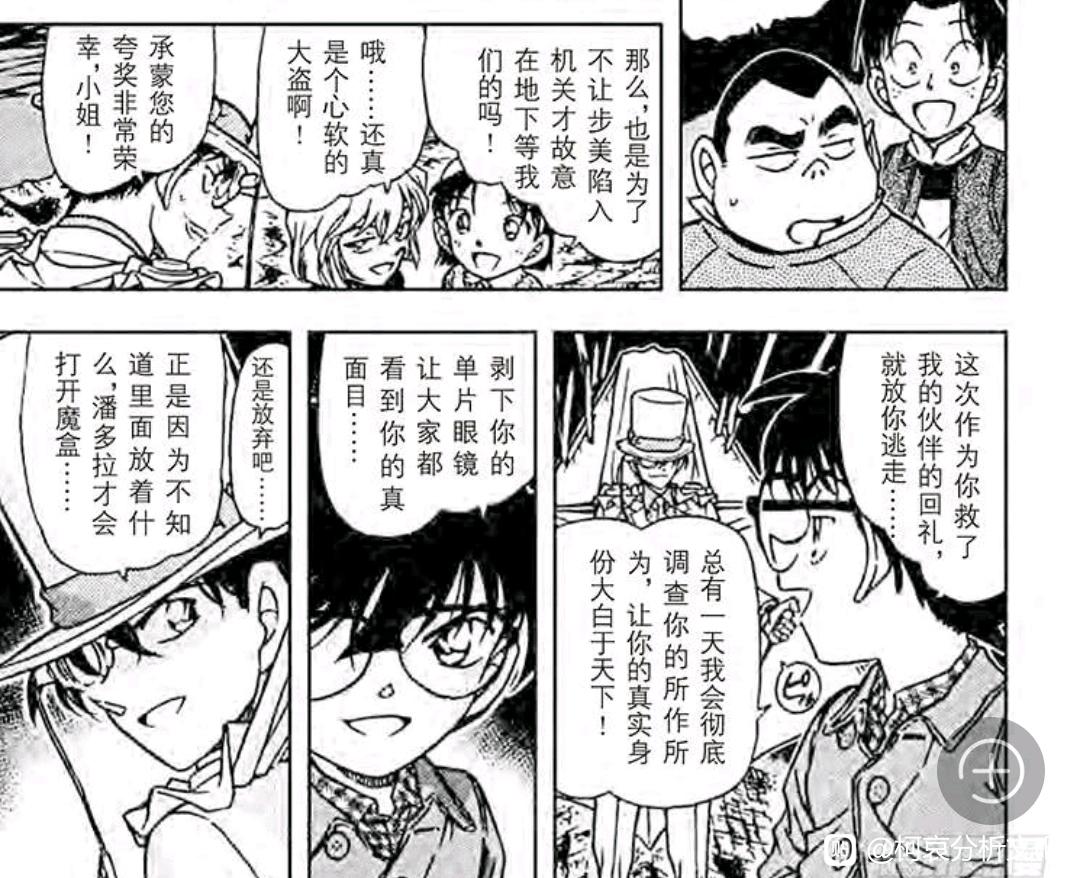 那么,也是为了
不让步美陷入
机关才故意
在地下等我
们的吗!
哦……还真
是个心软的
大盗啊!
承蒙您的
夸奖非常荣
幸,小姐!
这次作为你救了
我的伙伴的回礼,
就放你逃走……
总有一天我会彻底
调查你的所作所
为,让你的真实身
份大白于天下!
剥下你的
单片眼镜
让大家都
看到你的真
面目……
还是放弃吧……
正是因为不知
道里面放着什
么,潘多拉才会
打开魔盒……
@柯哀分析